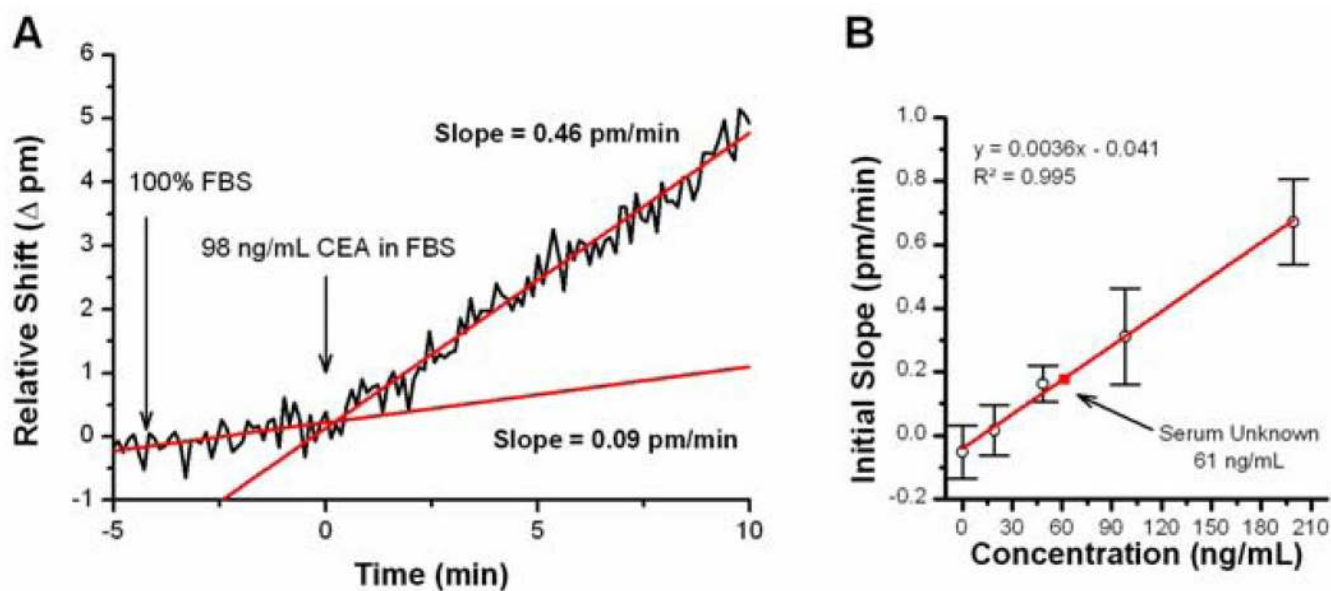 A
6
5
4
3
2
1
0
-1
Relative Shift (Δ pm)
100% FBS
98 ng/mL CEA in FBS
Slope = 0.46 pm/min
Slope = 0.09 pm/min
-5 0 5 10
Time (min)
B
1.0
0.8
0.6
0.4
0.2
0.0
-0.2
Initial Slope (pm/min)
y = 0.0036x - 0.041
R² = 0.995
Serum Unknown
61 ng/mL
0 30 60 90 120 150 180 210
Concentration (ng/mL)